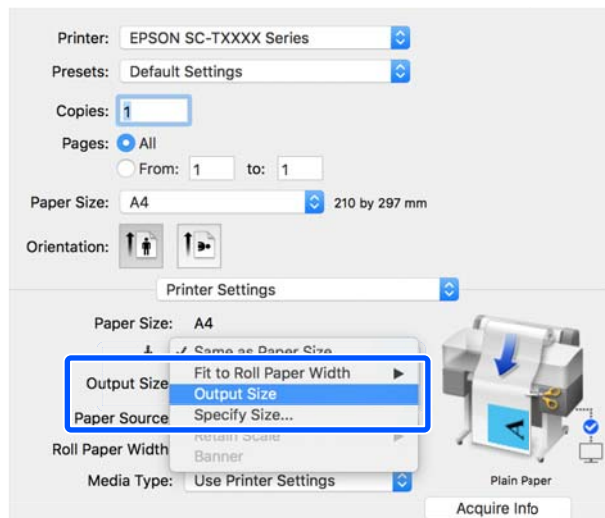 Printer: EPSON SC-TXXXX Series
Presets: Default Settings
Copies: 1
Pages: All
From: 1 to: 1
Paper Size: A4 210 by 297 mm
Orientation:
Printer Settings
Paper Size: A4
✓ Same as Paper Size
Output Size Fit to Roll Paper Width
Output Size
Paper Source Specify Size...
Retain Scale
Roll Paper Width Banner
Media Type: Use Printer Settings
Plain Paper
Acquire Info